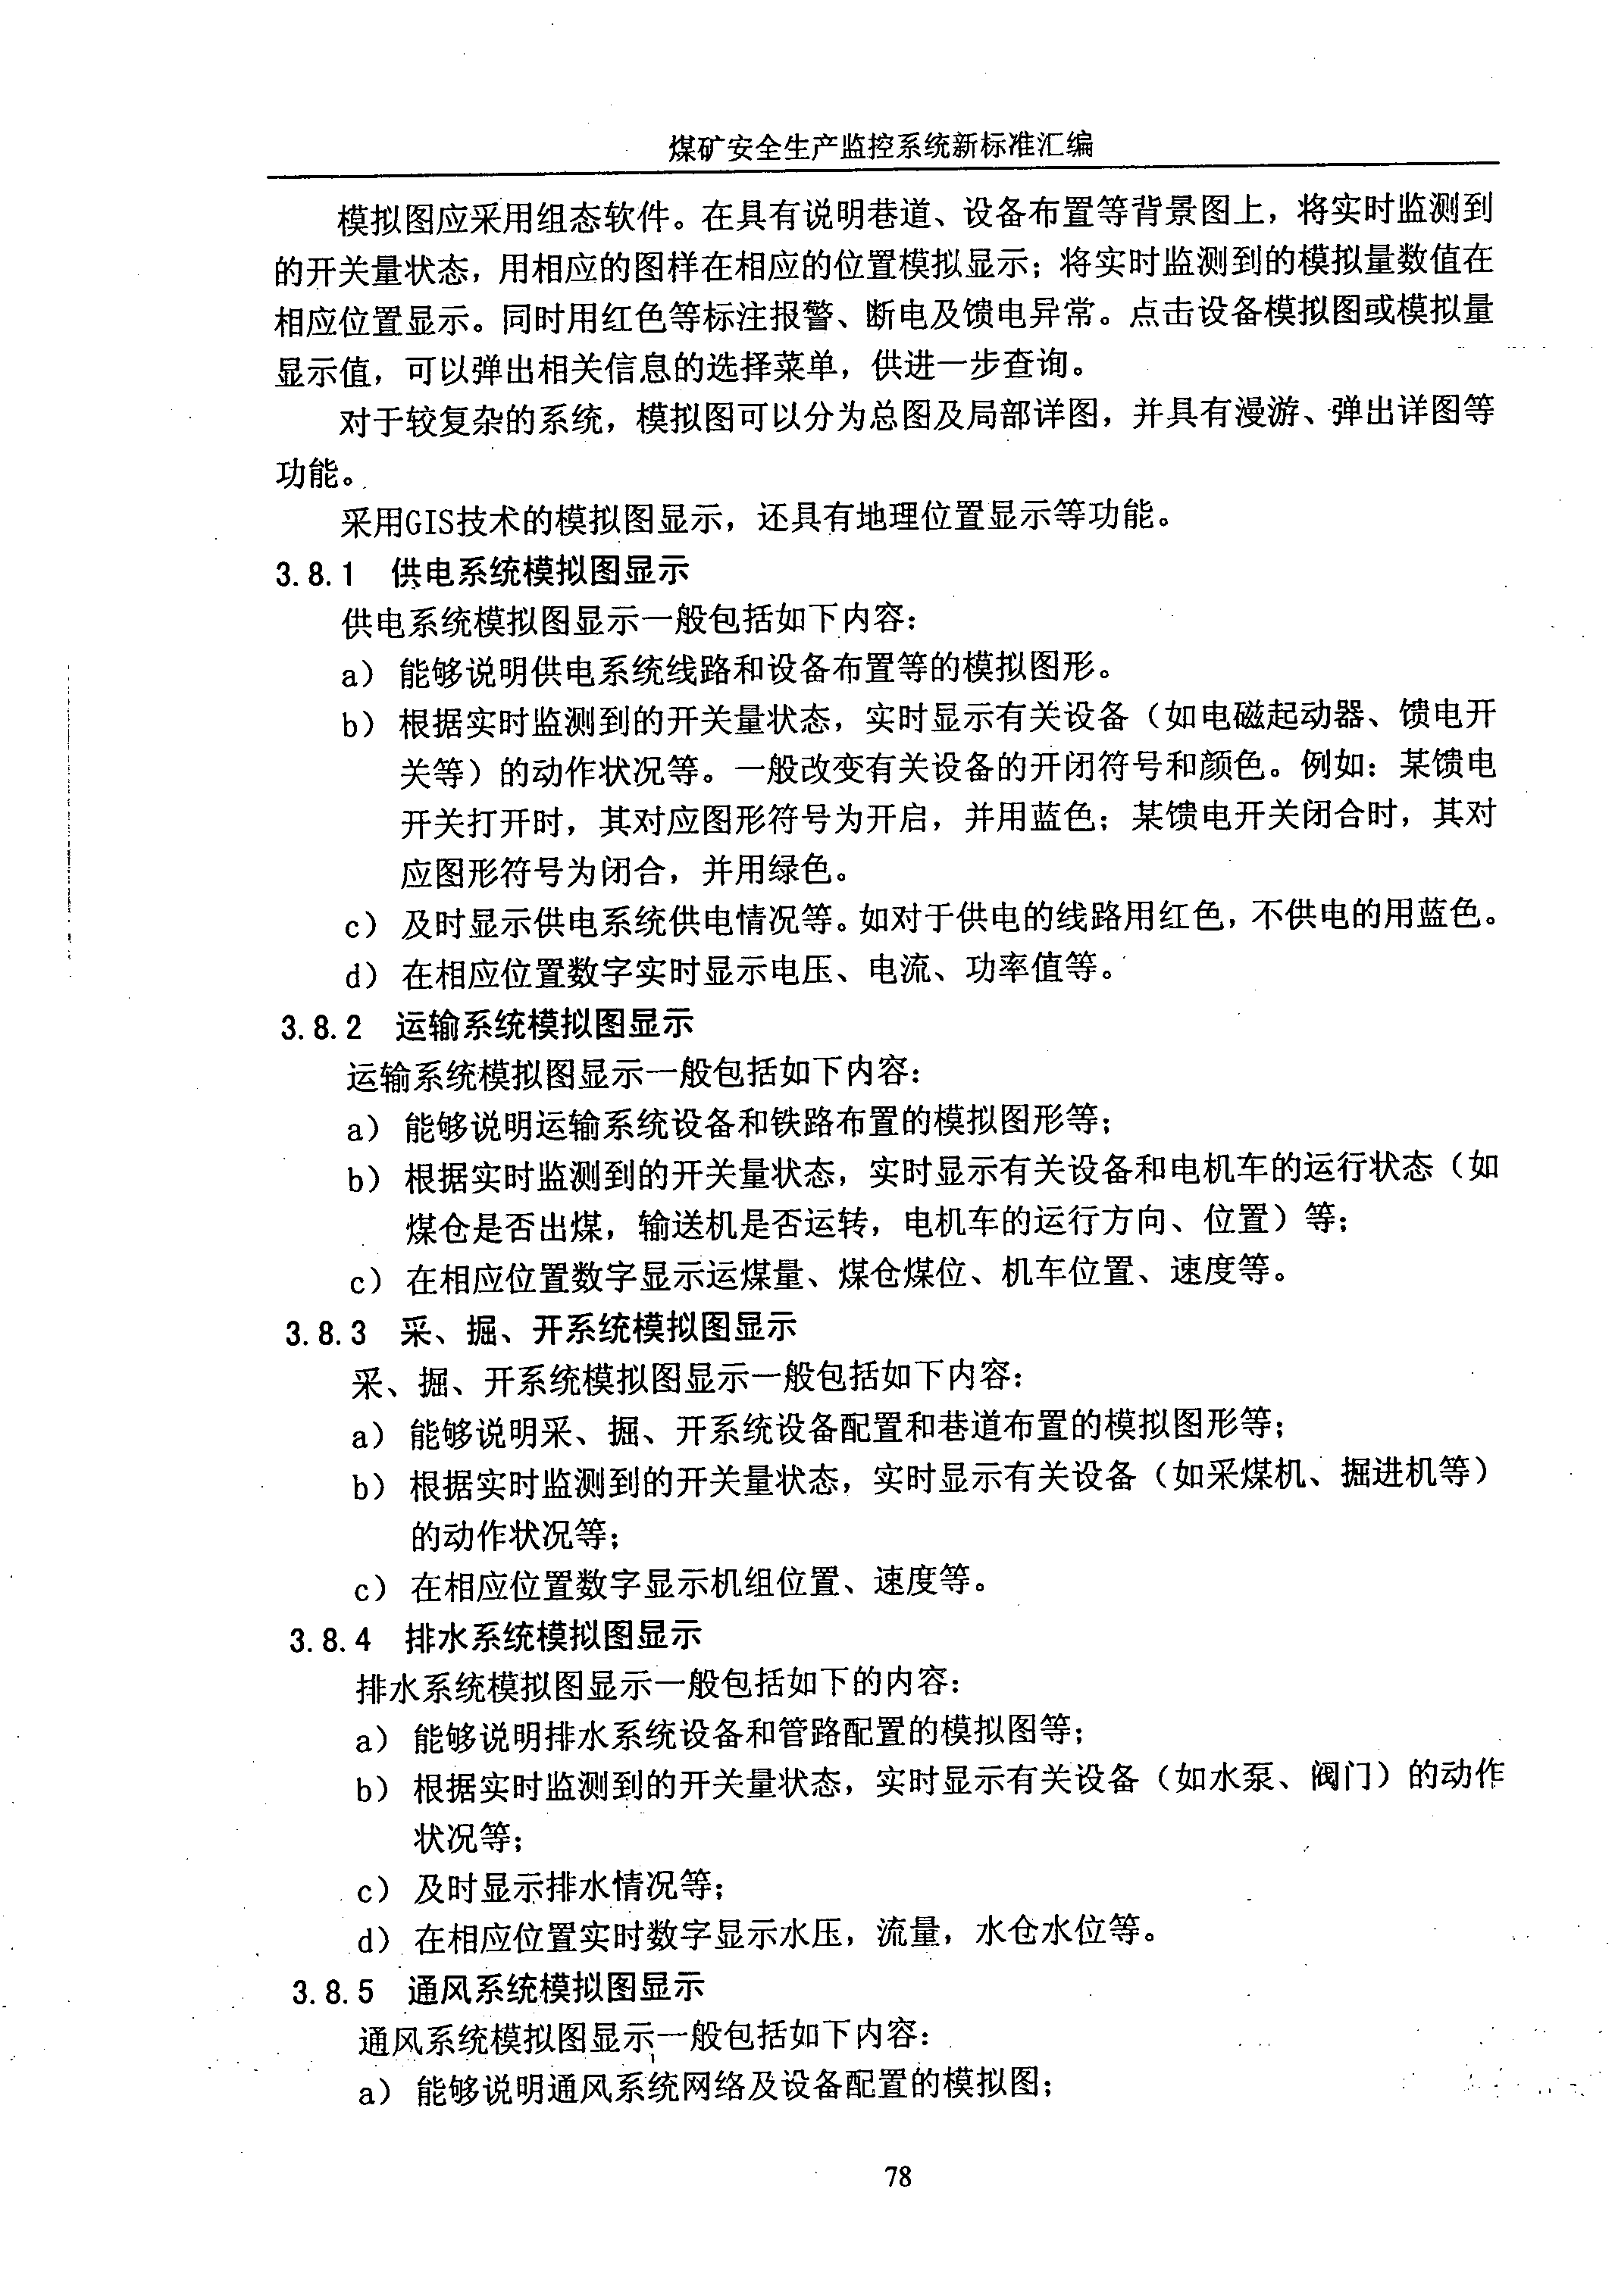 煤矿安全生产监控系统新标准汇编
模拟图应采用组态软件。在具有说明巷道、设备布置等背景图上，将实时监测到
的开关量状态，用相应的图样在相应的位置模拟显示；将实时监测到的模拟量数值在
相应位置显示。同时用红色等标注报警、断电及馈电异常。点击设备模拟图或模拟量
显示值，可以弹出相关信息的选择菜单，供进一步查询。
对于较复杂的系统，模拟图可以分为总图及局部详图，并具有漫游、弹出详图等
功能。
采用GIS技术的模拟图显示，还具有地理位置显示等功能。
3.8.1 供电系统模拟图显示
供电系统模拟图显示一般包括如下内容：
a） 能够说明供电系统线路和设备布置等的模拟图形。
b） 根据实时监测到的开关量状态，实时显示有关设备（如电磁起动器、馈电开
关等）的动作状况等。一般改变有关设备的开闭符号和颜色。例如：某馈电
开关打开时，其对应图形符号为开启，并用蓝色；某馈电开关闭合时，其对
应图形符号为闭合，并用绿色。
c） 及时显示供电系统供电情况等。如对于供电的线路用红色，不供电的用蓝色。
d） 在相应位置数字实时显示电压、电流、功率值等。
3.8.2 运输系统模拟图显示
运输系统模拟图显示一般包括如下内容：
a） 能够说明运输系统设备和铁路布置的模拟图形等；
b） 根据实时监测到的开关量状态，实时显示有关设备和电机车的运行状态（如
煤仓是否出煤，输送机是否运转，电机车的运行方向、位置）等；
c） 在相应位置数字显示运煤量、煤仓煤位、机车位置、速度等。
3.8.3 采、掘、开系统模拟图显示
采、掘、开系统模拟图显示一般包括如下内容：
a） 能够说明采、掘、开系统设备配置和巷道布置的模拟图形等；
b） 根据实时监测到的开关量状态，实时显示有关设备（如采煤机、掘进机等）
的动作状况等；
c） 在相应位置数字显示机组位置、速度等。
3.8.4 排水系统模拟图显示
排水系统模拟图显示一般包括如下的内容：
a） 能够说明排水系统设备和管路配置的模拟图等；
b） 根据实时监测到的开关量状态，实时显示有关设备（如水泵、阀门）的动作
状况等；
c） 及时显示排水情况等；
d） 在相应位置实时数字显示水压，流量，水仓水位等。
3.8.5 通风系统模拟图显示
通风系统模拟图显示一般包括如下内容：
a） 能够说明通风系统网络及设备配置的模拟图；
78